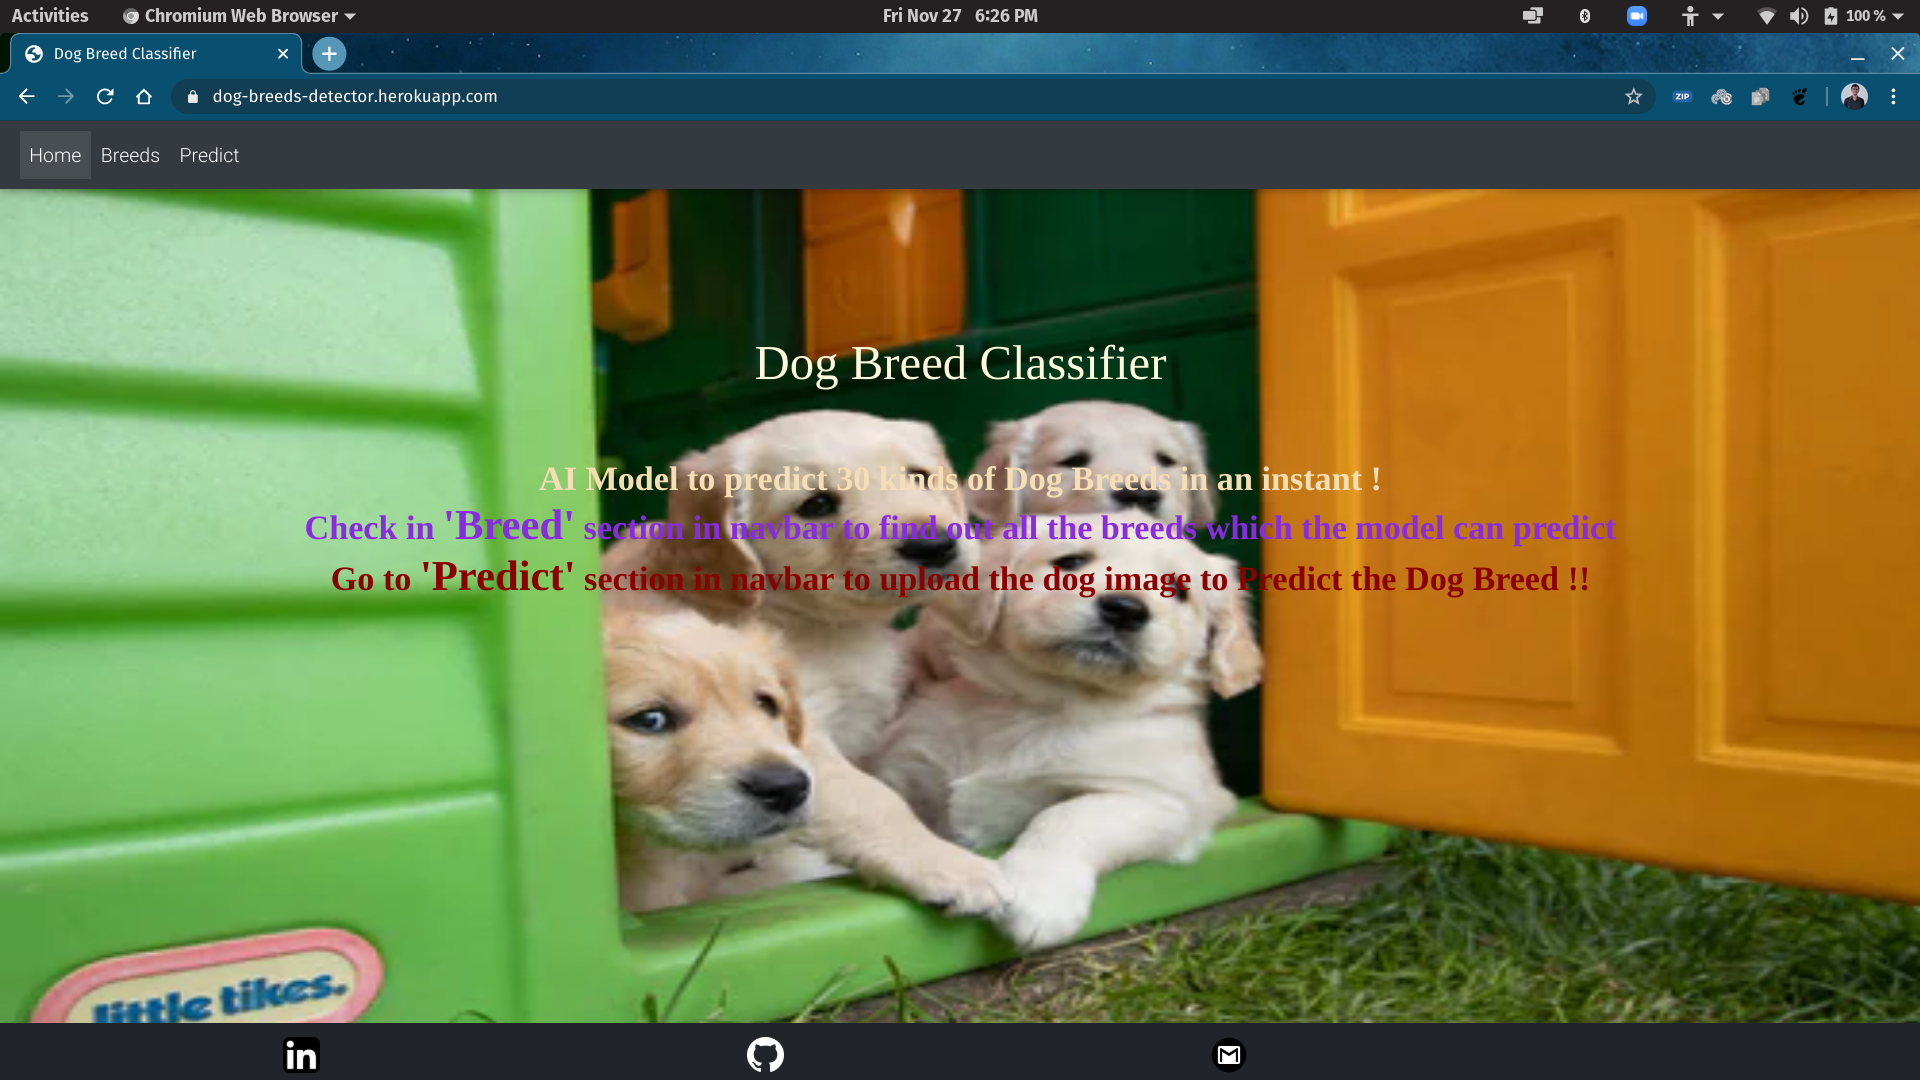 Activities
Chromium Web Browser
Fri Nov 27 6:26 PM
100 %
Dog Breed Classifier
dog-breeds-detector.herokuapp.com
ZIP
Home Breeds Predict
Dog Breed Classifier
AI Model to predict 30 kinds of Dog Breeds in an instant !
Check in 'Breed' section in navbar to find out all the breeds which the model can predict
Go to 'Predict' section in navbar to upload the dog image to Predict the Dog Breed !!
little tikes.
in